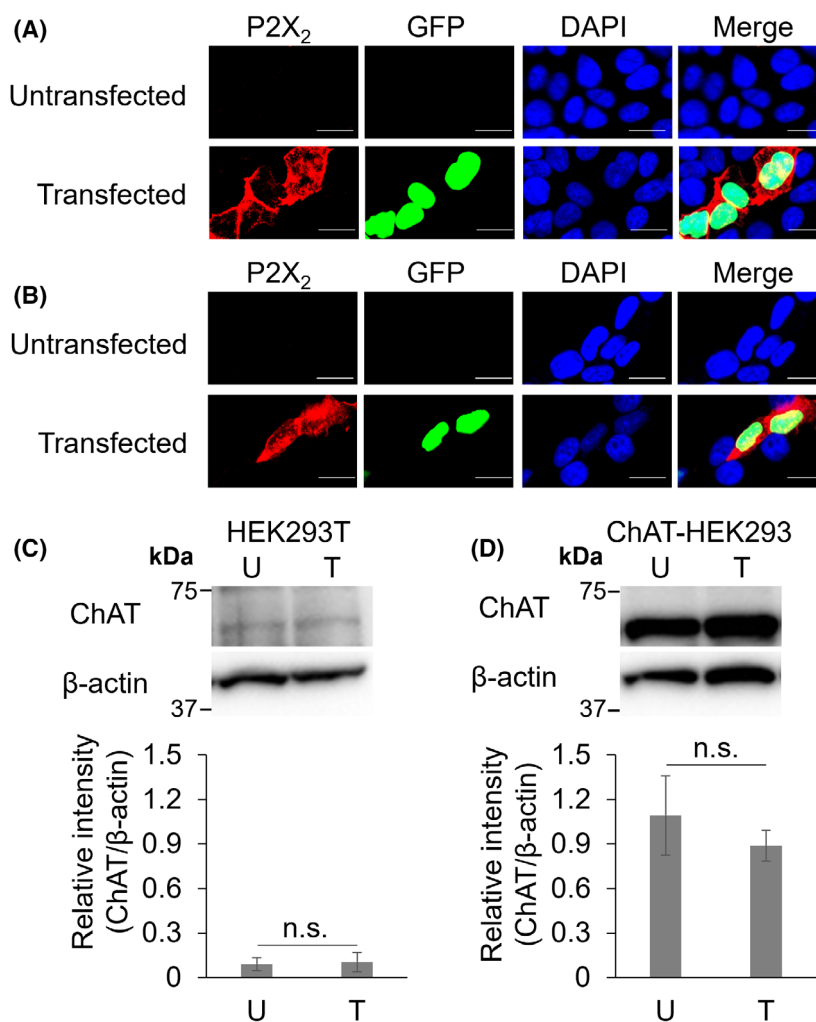 (A)
P2X₂ GFP DAPI Merge
Untransfected
Transfected
(B)
P2X₂ GFP DAPI Merge
Untransfected
Transfected
(C)
HEK293T
kDa
U T
75
ChAT
β-actin
37
Relative intensity
(ChAT/β-actin)
1.5
1.2
0.9
0.6
0.3
0
n.s.
U T
(D)
ChAT-HEK293
kDa
U T
75
ChAT
β-actin
37
Relative intensity
(ChAT/β-actin)
1.5
1.2
0.9
0.6
0.3
0
n.s.
U T